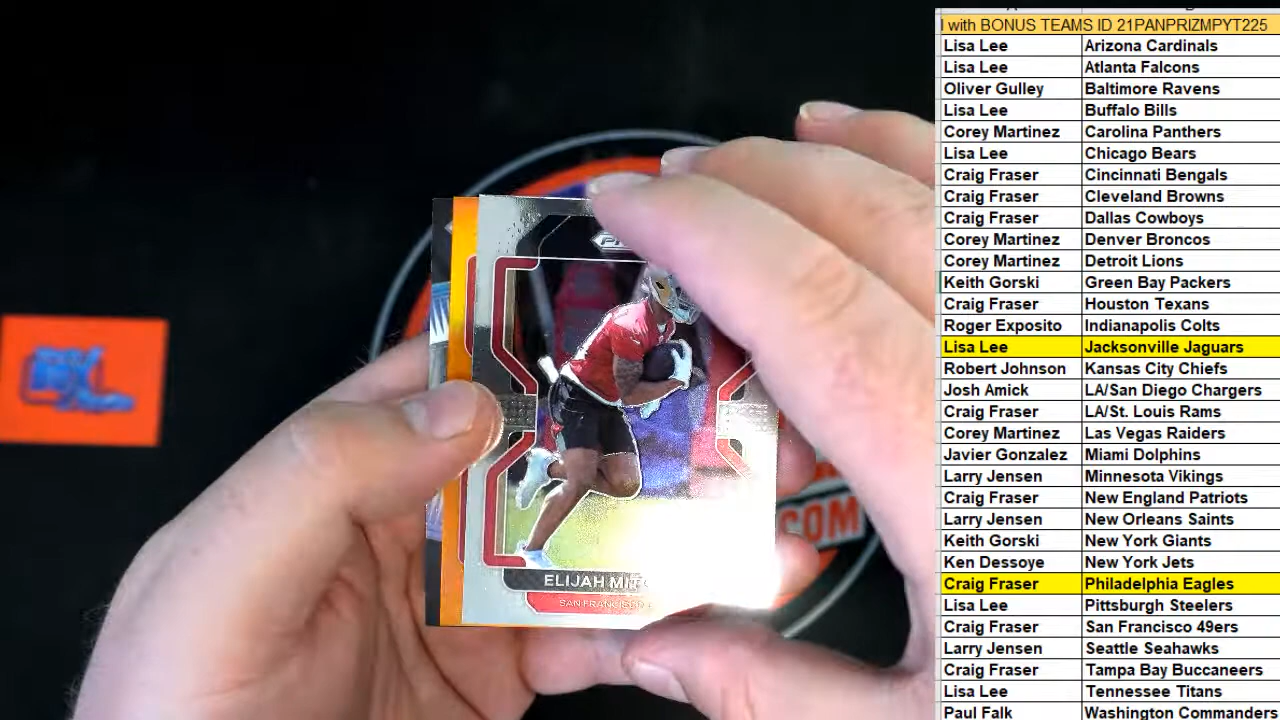 I with BONUS TEAMS ID 21PANPRIZMPYT225
Lisa Lee Arizona Cardinals
Lisa Lee Atlanta Falcons
Oliver Gulley Baltimore Ravens
Lisa Lee Buffalo Bills
Corey Martinez Carolina Panthers
Lisa Lee Chicago Bears
Craig Fraser Cincinnati Bengals
Craig Fraser Cleveland Browns
Craig Fraser Dallas Cowboys
Corey Martinez Denver Broncos
Corey Martinez Detroit Lions
Keith Gorski Green Bay Packers
Craig Fraser Houston Texans
Roger Exposito Indianapolis Colts
Lisa Lee Jacksonville Jaguars
Robert Johnson Kansas City Chiefs
Josh Amick LA/San Diego Chargers
Craig Fraser LA/St. Louis Rams
Corey Martinez Las Vegas Raiders
Javier Gonzalez Miami Dolphins
Larry Jensen Minnesota Vikings
Craig Fraser New England Patriots
Larry Jensen New Orleans Saints
Keith Gorski New York Giants
Ken Dessoye New York Jets
Craig Fraser Philadelphia Eagles
Lisa Lee Pittsburgh Steelers
Craig Fraser San Francisco 49ers
Larry Jensen Seattle Seahawks
Craig Fraser Tampa Bay Buccaneers
Lisa Lee Tennessee Titans
Paul Falk Washington Commanders
ELIJAH
SAN FRANCISCO
COM